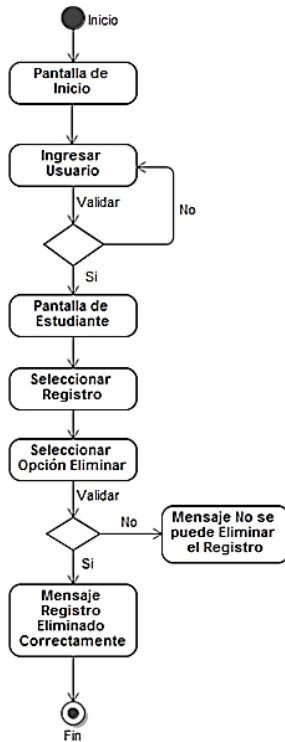 Inicio
Pantalla de
Inicio
Ingresar
Usuario
Validar
No
Si
Pantalla de
Estudiante
Seleccionar
Registro
Seleccionar
Opción Eliminar
Validar
No
Mensaje No se
puede Eliminar
el Registro
Si
Mensaje
Registro
Eliminado
Correctamente
Fin